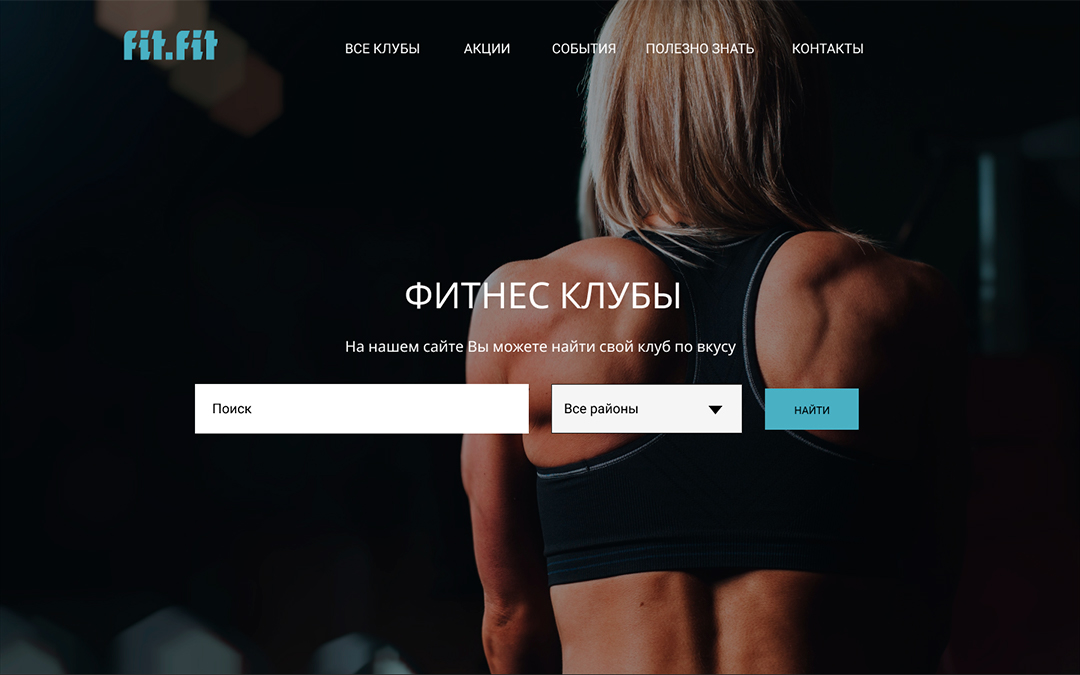 fit.fit
ВСЕ КЛУБЫ АКЦИИ СОБЫТИЯ ПОЛЕЗНО ЗНАТЬ КОНТАКТЫ
ФИТНЕС КЛУБЫ
На нашем сайте Вы можете найти свой клуб по вкусу
Поиск Все районы НАЙТИ